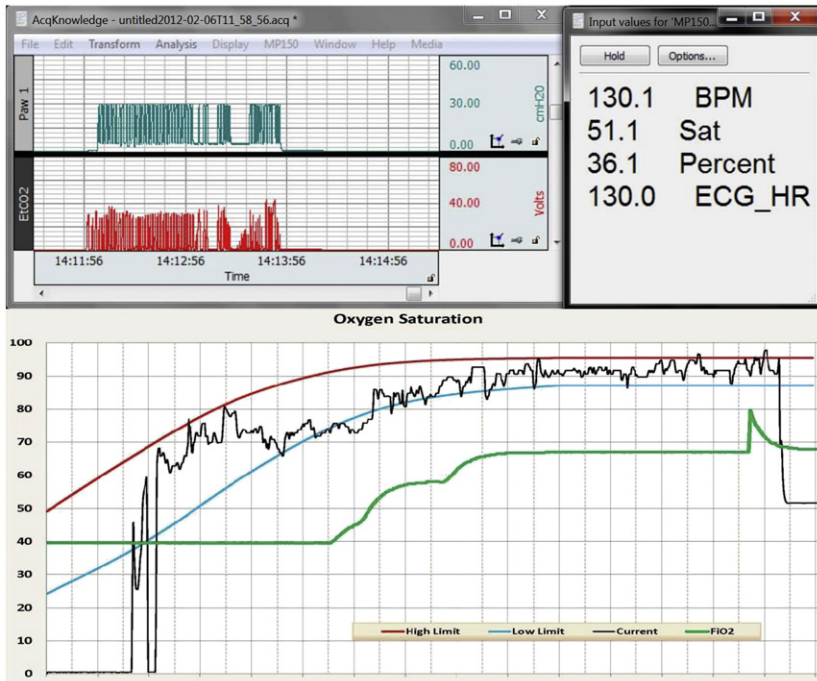 AcqKnowledge - untitled2012-02-06T11_58_56.acq *
File Edit Transform Analysis Display MP150 Window Help Media
Paw 1
60.00
30.00
0.00
cmH20
EtCO2
80.00
40.00
0.00
Volts
14:11:56 14:12:56 14:13:56 14:14:56
Time
Input values for 'MP150...
Hold Options...
130.1 BPM
51.1 Sat
36.1 Percent
130.0 ECG_HR
Oxygen Saturation
100
90
80
70
60
50
40
30
20
10
0
High Limit Low Limit Current FiO2